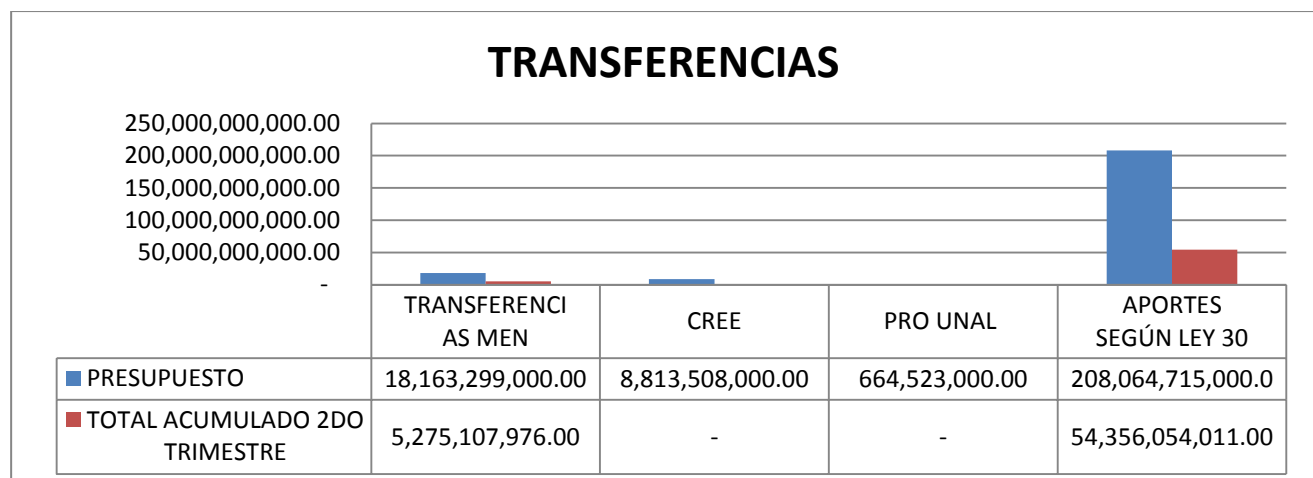 TRANSFERENCIAS
250,000,000,000.00
200,000,000,000.00
150,000,000,000.00
100,000,000,000.00
50,000,000,000.00
-
TRANSFERENCI
AS MEN
CREE
PRO UNAL
APORTES
SEGÚN LEY 30
PRESUPUESTO
18,163,299,000.00
8,813,508,000.00
664,523,000.00
208,064,715,000.0
TOTAL ACUMULADO 2DO
TRIMESTRE
5,275,107,976.00
-
-
54,356,054,011.00